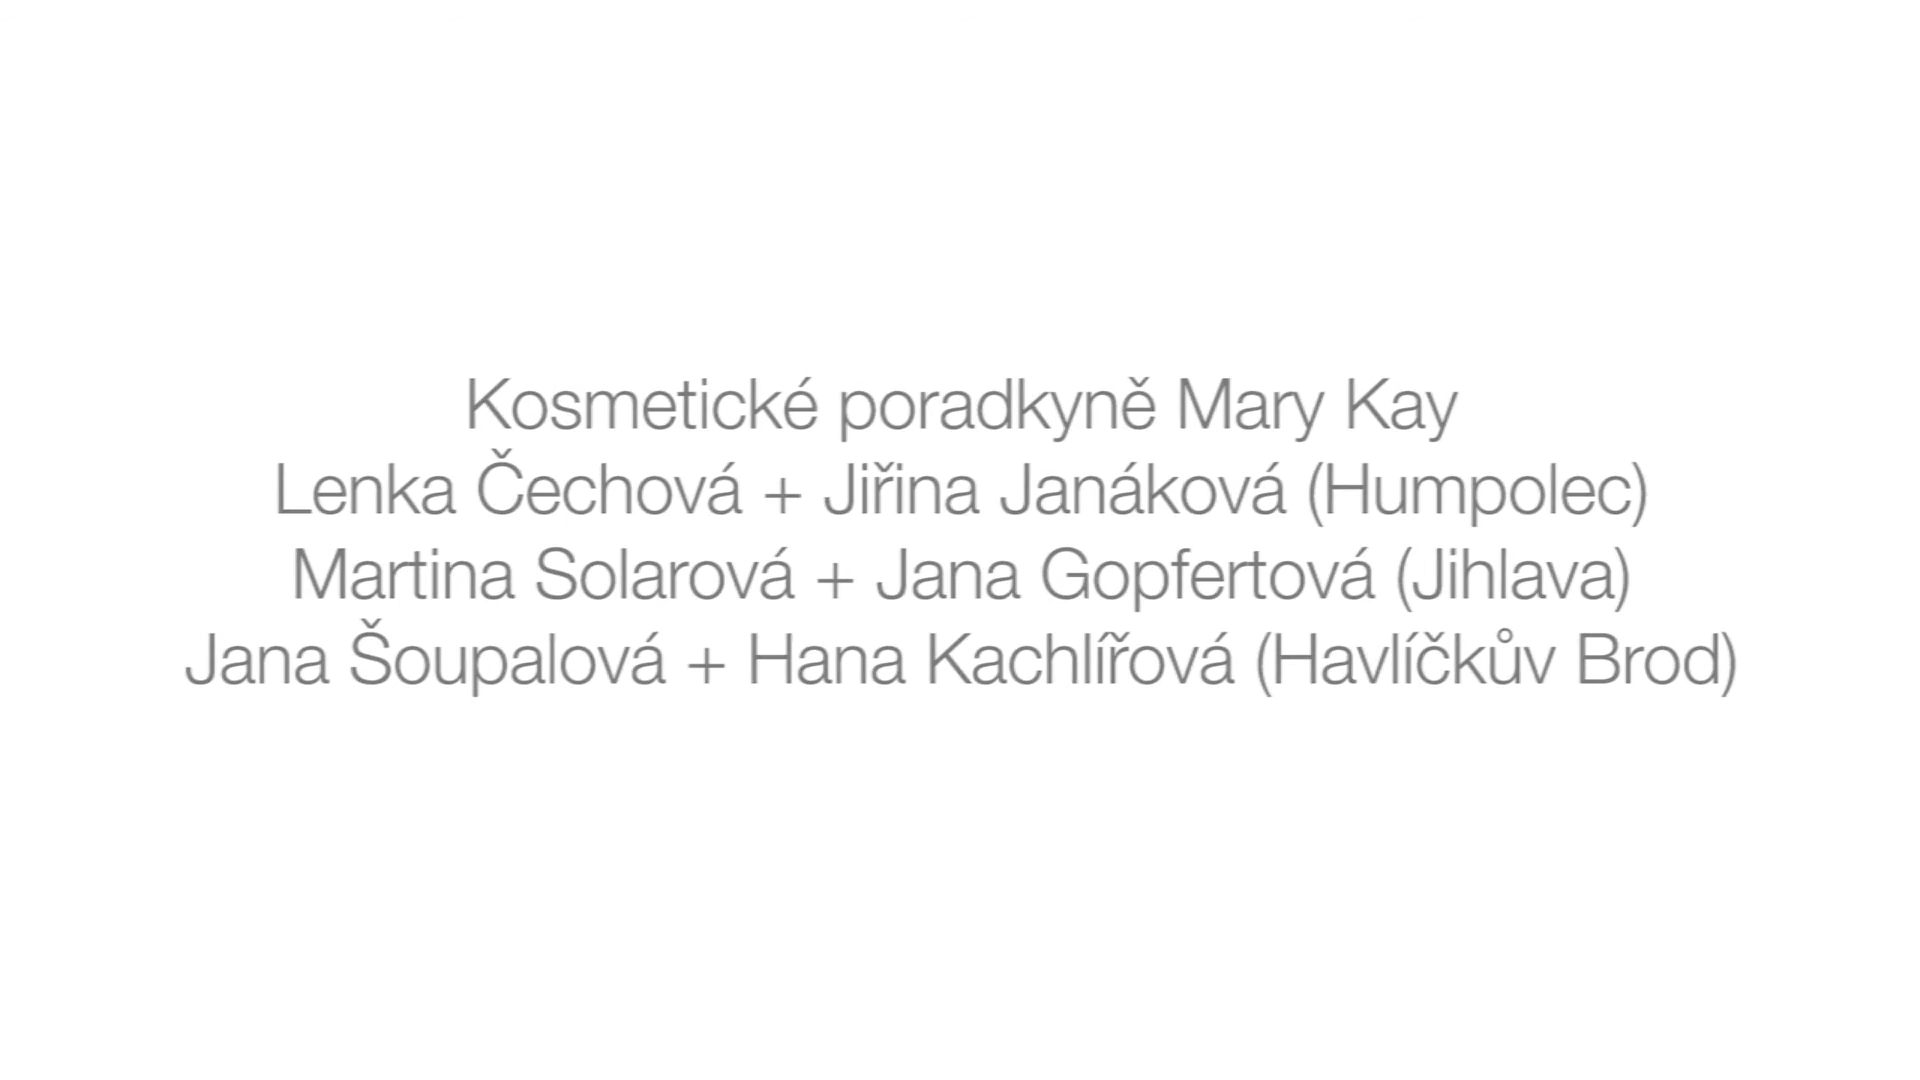 Kosmetické poradkyně Mary Kay
Lenka Čechová + Jiřina Janáková (Humpolec)
Martina Solarová + Jana Gopfertová (Jihlava)
Jana Šoupalová + Hana Kachlířová (Havlíčkův Brod)